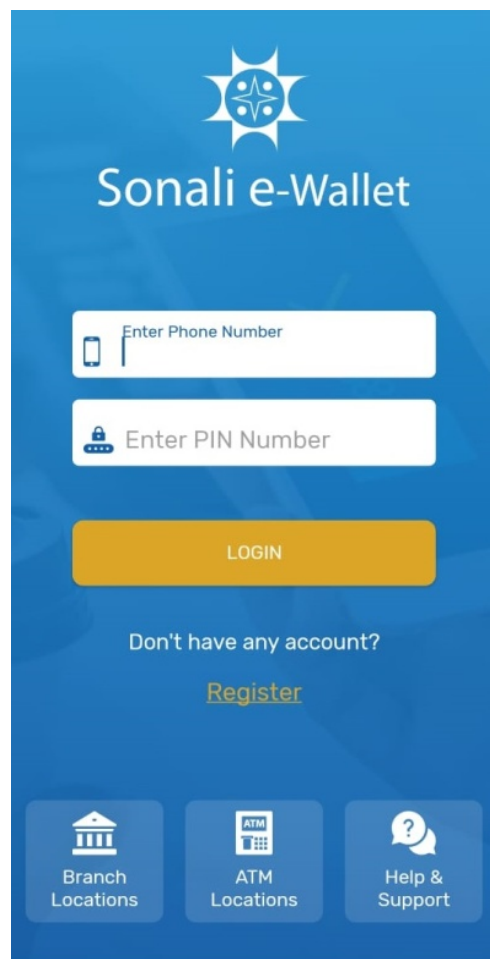 Sonali e-Wallet
Enter Phone Number
Enter PIN Number
LOGIN
Don't have any account?
Register
ATM
Branch
Locations
ATM
Locations
?
Help &
Support